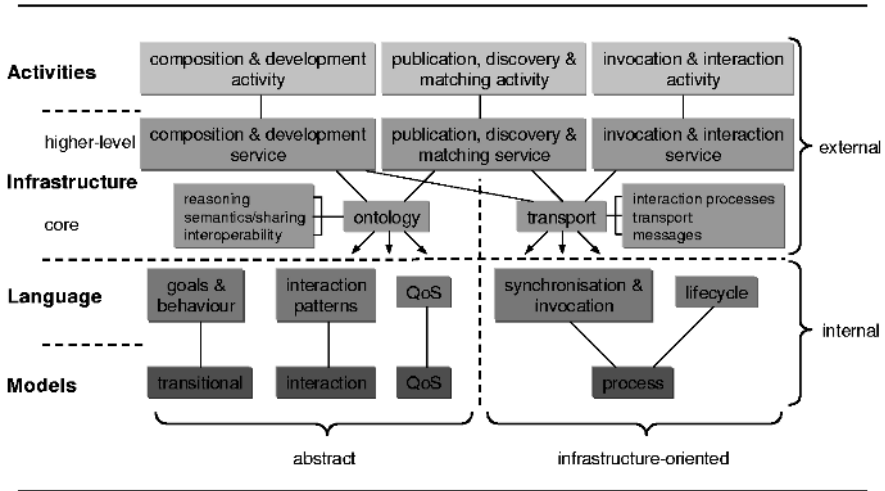 Activities
composition & development
activity
publication, discovery &
matching activity
invocation & interaction
activity
higher-level
composition & development
service
publication, discovery &
matching service
invocation & interaction
service
external
Infrastructure
core
reasoning
semantics/sharing
interoperability
ontology
transport
interaction processes
transport
messages
Language
goals &
behaviour
interaction
patterns
QoS
synchronisation &
invocation
lifecycle
internal
Models
transitional
interaction
QoS
process
abstract
infrastructure-oriented